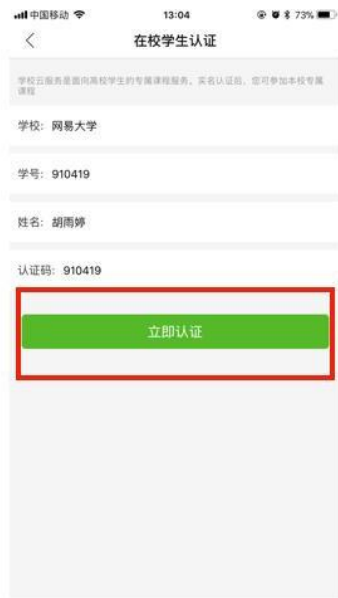 中国移动 13:04 73%
在校学生认证
学校云服务是面向高校学生的专属课程服务。实名认证后，您可参加本校专属
课程
学校：网易大学
学号：910419
姓名：胡雨婷
认证码：910419
立即认证